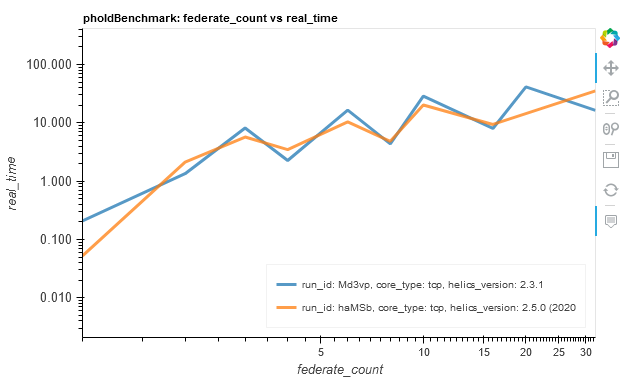 pholdBenchmark: federate_count vs real_time
100.000
10.000
1.000
0.100
0.010
real_time
run_id: Md3vp, core_type: tcp, helics_version: 2.3.1
run_id: haMSb, core_type: tcp, helics_version: 2.5.0 (2020
5
10
15
20
25
30
federate_count